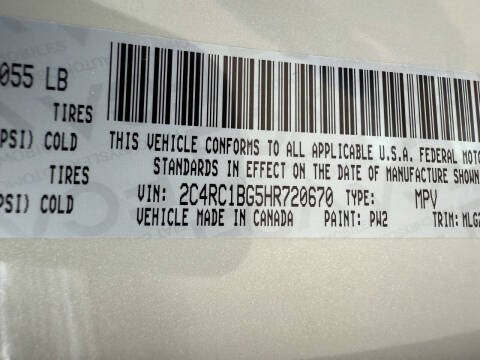 055 LB
TIRES
PSI) COLD
TIRES
PSI) COLD
THIS VEHICLE CONFORMS TO ALL APPLICABLE U.S.A. FEDERAL MOTO
STANDARDS IN EFFECT ON THE DATE OF MANUFACTURE SHOWN
VIN: 2C4RC1BG5HR720670 TYPE: MPV
VEHICLE MADE IN CANADA PAINT: PW2 TRIM: MLGZ